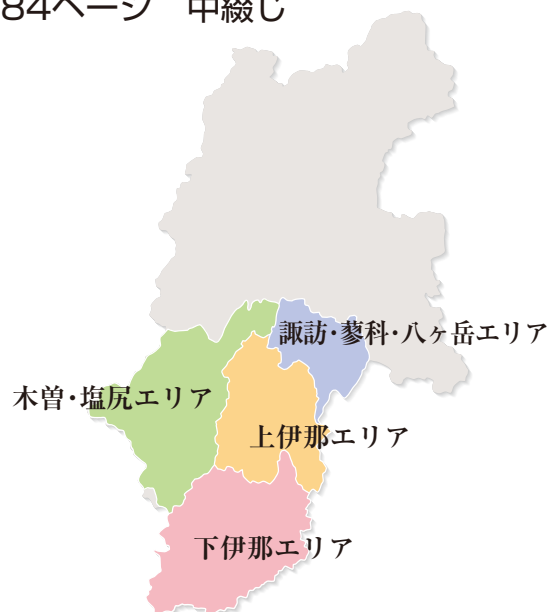 84ページ　中綴じ
諏訪・蓼科・八ヶ岳エリア
木曽・塩尻エリア
上伊那エリア
下伊那エリア